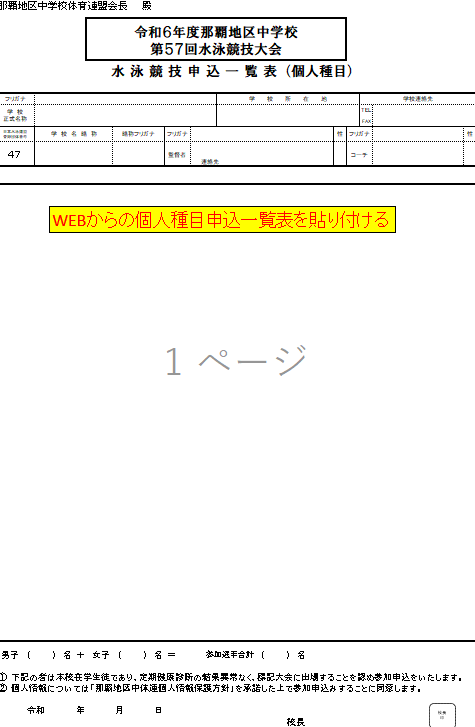 那覇地区中学校体育連盟会長 殿
令和6年度那覇地区中学校
第57回水泳競技大会
水 泳 競 技 申 込 一 覧 表（個人種目）
フリガナ 学 校 所 在 地 学校連絡先
学 校
正式名称
TEL
FAX
学 校 名 略 称 略称フリガナ フリガナ 性 フリガナ 性
47 監督者 コーチ
連絡先
WEBからの個人種目申込一覧表を貼り付ける
1 ページ
男子 （ ）名 ＋ 女子（ ）名 ＝ 参加選手合計（ ）名
① 下記の者は本校在学生徒であり、定期健康診断の結果異常なく、標記大会に出場することを認め参加申込をいたします。
② 個人情報については「那覇地区中体連個人情報保護方針」を承諾した上で参加申込みすることに同意します。
令和 年 月 日
校長
校長
印